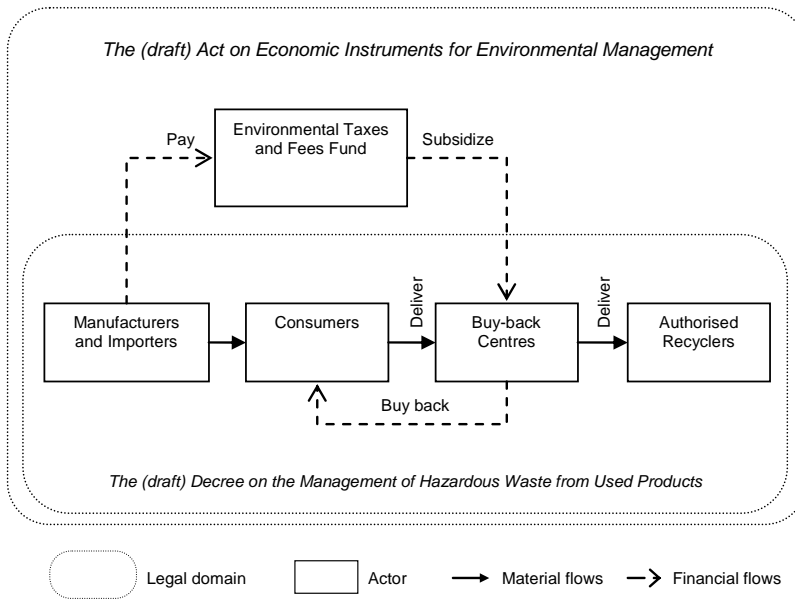 The (draft) Act on Economic Instruments for Environmental Management
Pay
Environmental Taxes
and Fees Fund
Subsidize
Manufacturers
and Importers
Consumers
Deliver
Buy-back
Centres
Deliver
Authorised
Recyclers
Buy back
The (draft) Decree on the Management of Hazardous Waste from Used Products
Legal domain
Actor
Material flows
Financial flows